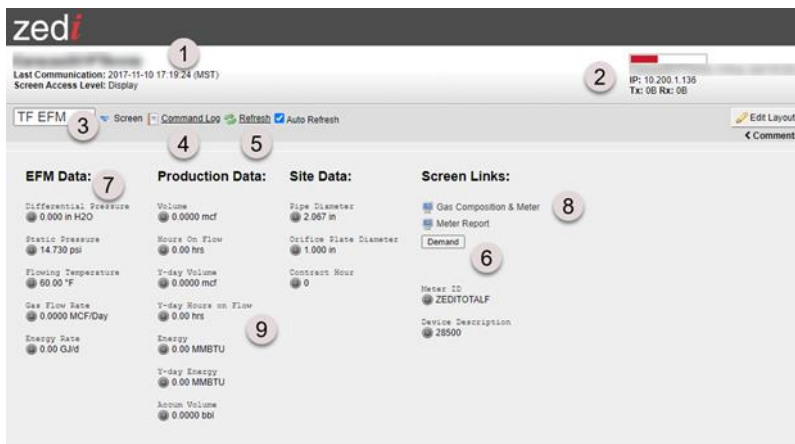 zedi
1
Last Communication: 2017-11-10 17:19:24 (MST)
Screen Access Level: Display
2
IP: 10.200.1.136
Tx: 0B Rx: 0B
TF EFM
3
Screen
Command Log
Refresh
Auto Refresh
Edit Layout
4
5
Comment
EFM Data:
7
Production Data:
Site Data:
Screen Links:
Differential Pressure
0.000 in H2O
Static Pressure
14.730 psi
Flowing Temperature
60.00 °F
Gas Flow Rate
0.0000 MCF/Day
Energy Rate
0.00 GJ/d
Volume
0.0000 mcf
Hours On Flow
0.00 hrs
Y-day Volume
0.0000 mcf
Y-day Hours on Flow
0.00 hrs
9
Energy
0.00 MMBTU
Y-day Energy
0.00 MMBTU
Accum Volume
0.0000 bbl
Pipe Diameter
2.067 in
Orifice Plate Diameter
1.000 in
Contract Hour
0
Gas Composition & Meter
8
Meter Report
Demand
6
Meter ID
ZEDITOTALF
Device Description
28500